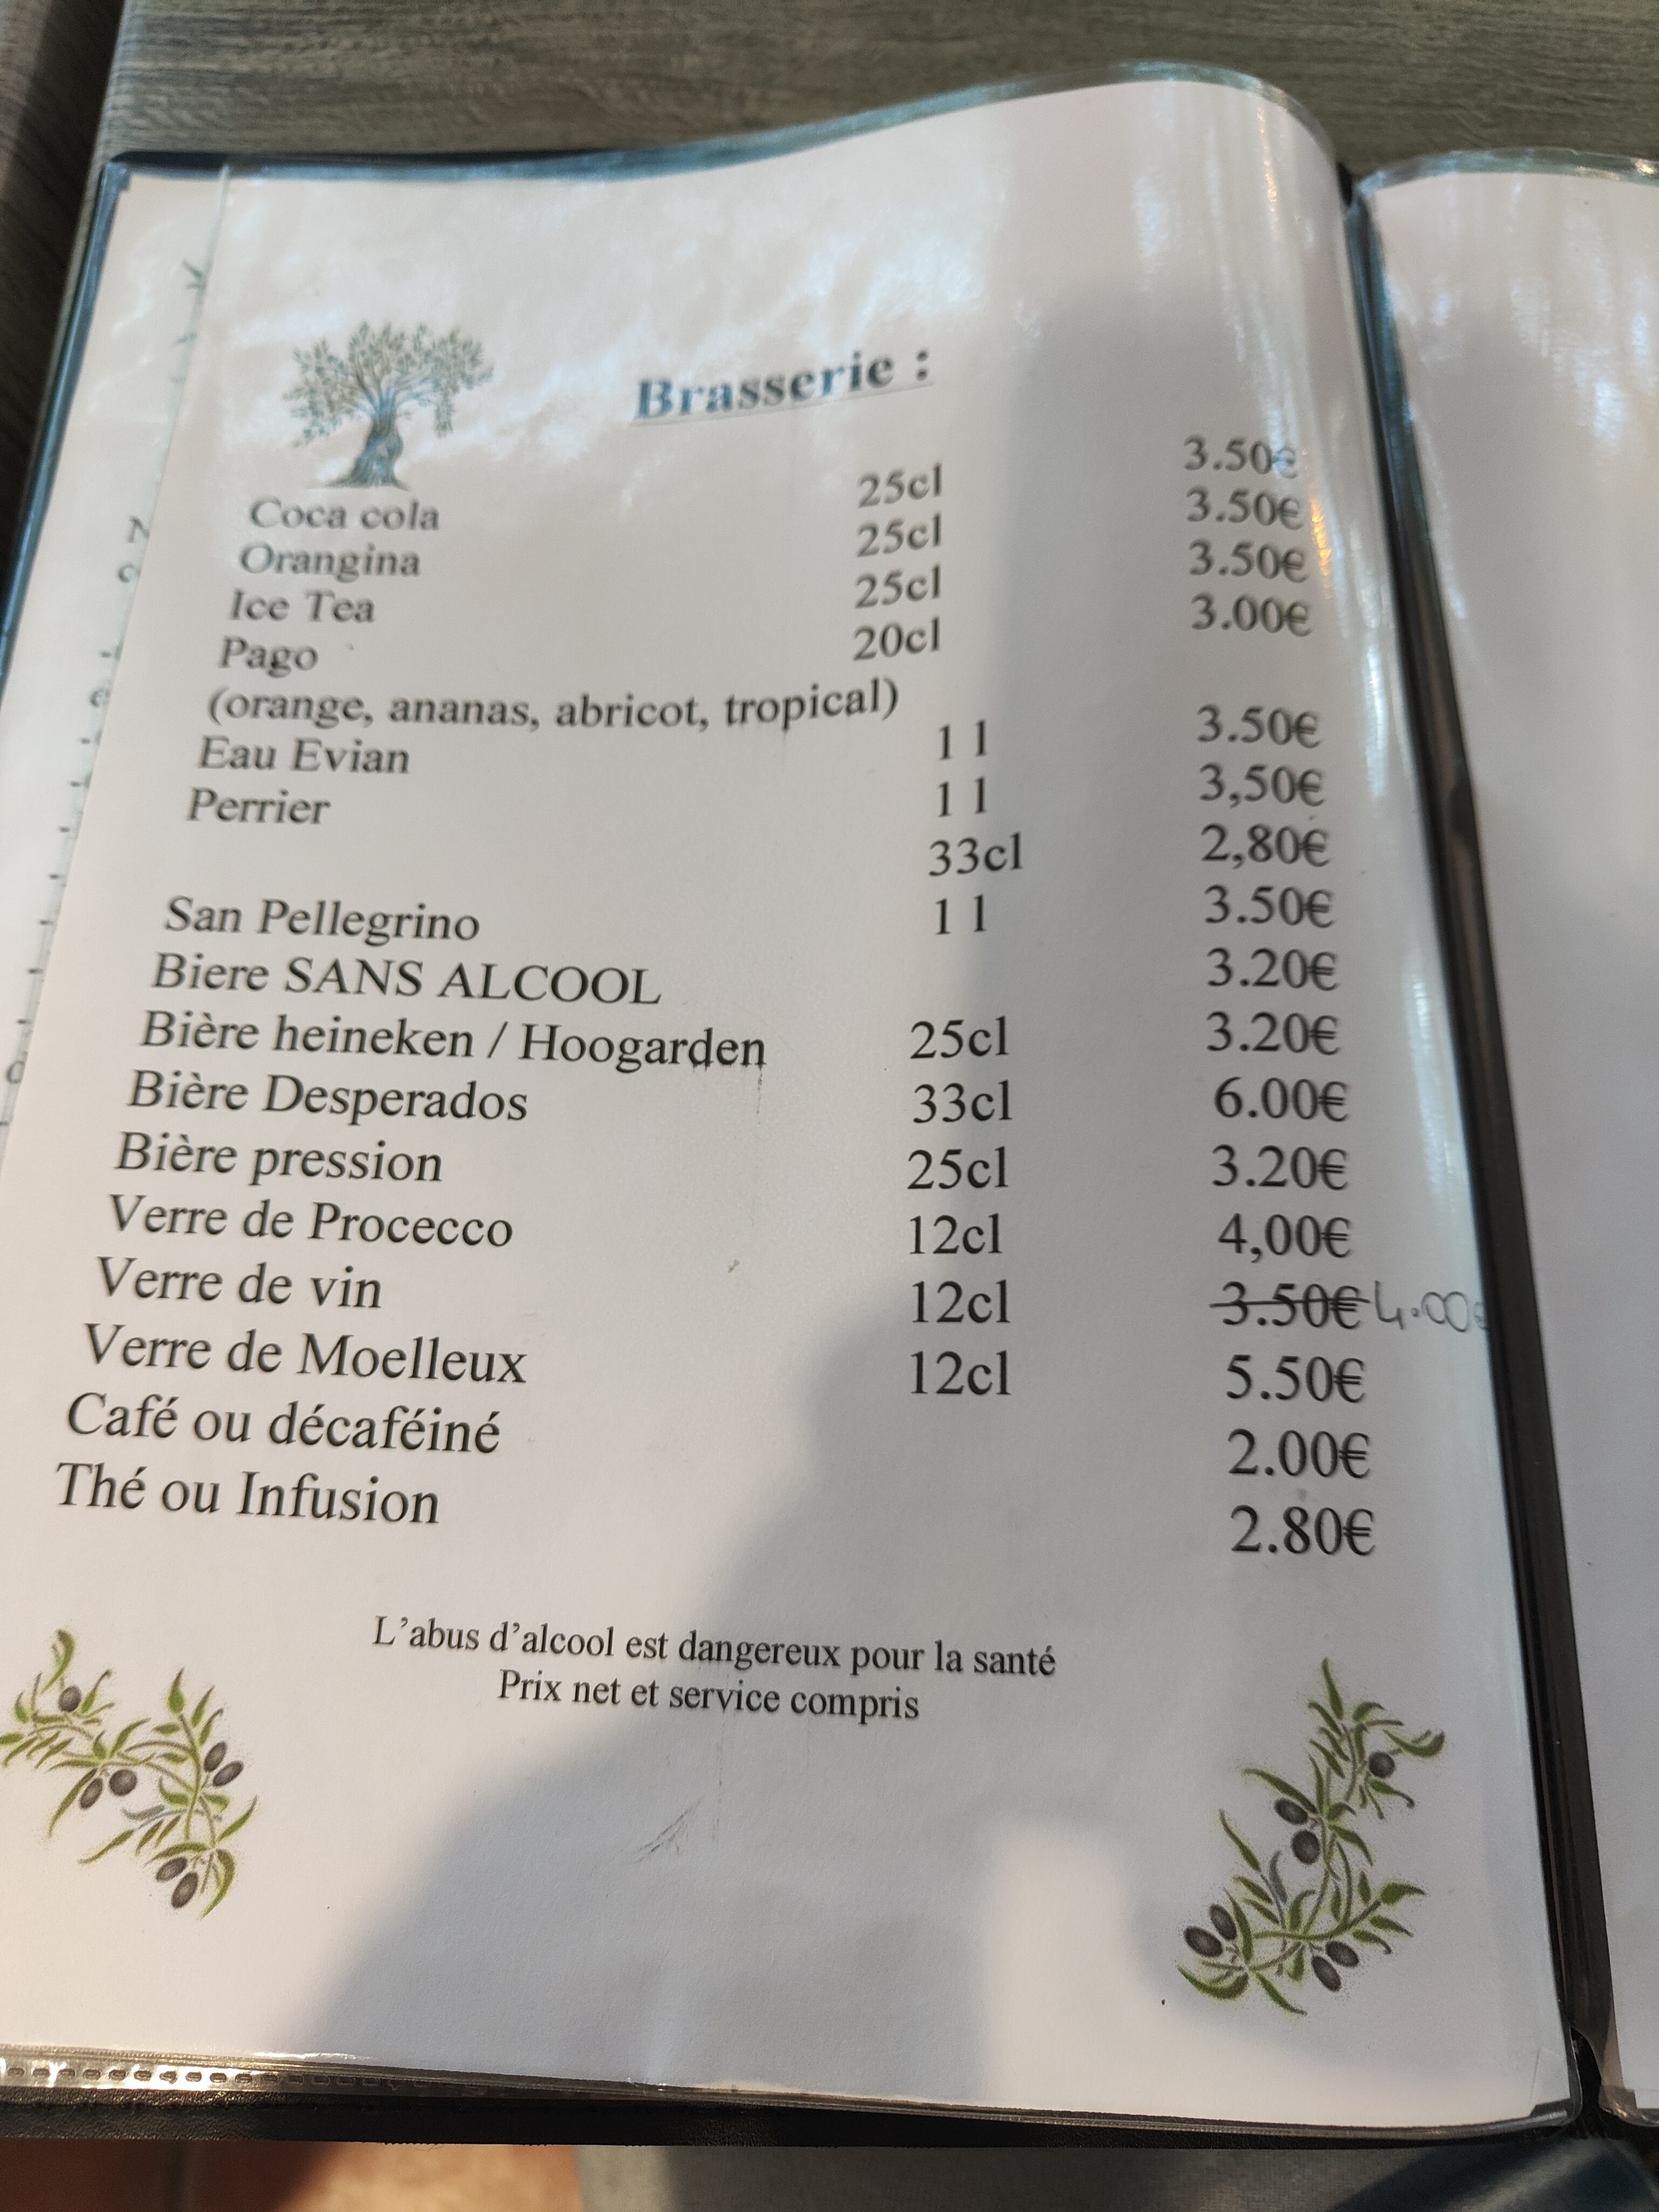 Brasserie :
Coca cola 25cl 3.50€
Orangina 25cl 3.50€
Ice Tea 25cl 3.50€
Pago 20cl 3.00€
(orange, ananas, abricot, tropical)
Eau Evian 1 l 3.50€
Perrier 1 l 3,50€
33cl 2,80€
San Pellegrino 1 l 3.50€
Biere SANS ALCOOL 3.20€
Bière heineken / Hoogarden 25cl 3.20€
Bière Desperados 33cl 6.00€
Bière pression 25cl 3.20€
Verre de Procecco 12cl 4,00€
Verre de vin 12cl 3.50€ 4.00€
Verre de Moelleux 12cl 5.50€
Café ou décaféiné 2.00€
Thé ou Infusion 2.80€
L'abus d'alcool est dangereux pour la santé
Prix net et service compris